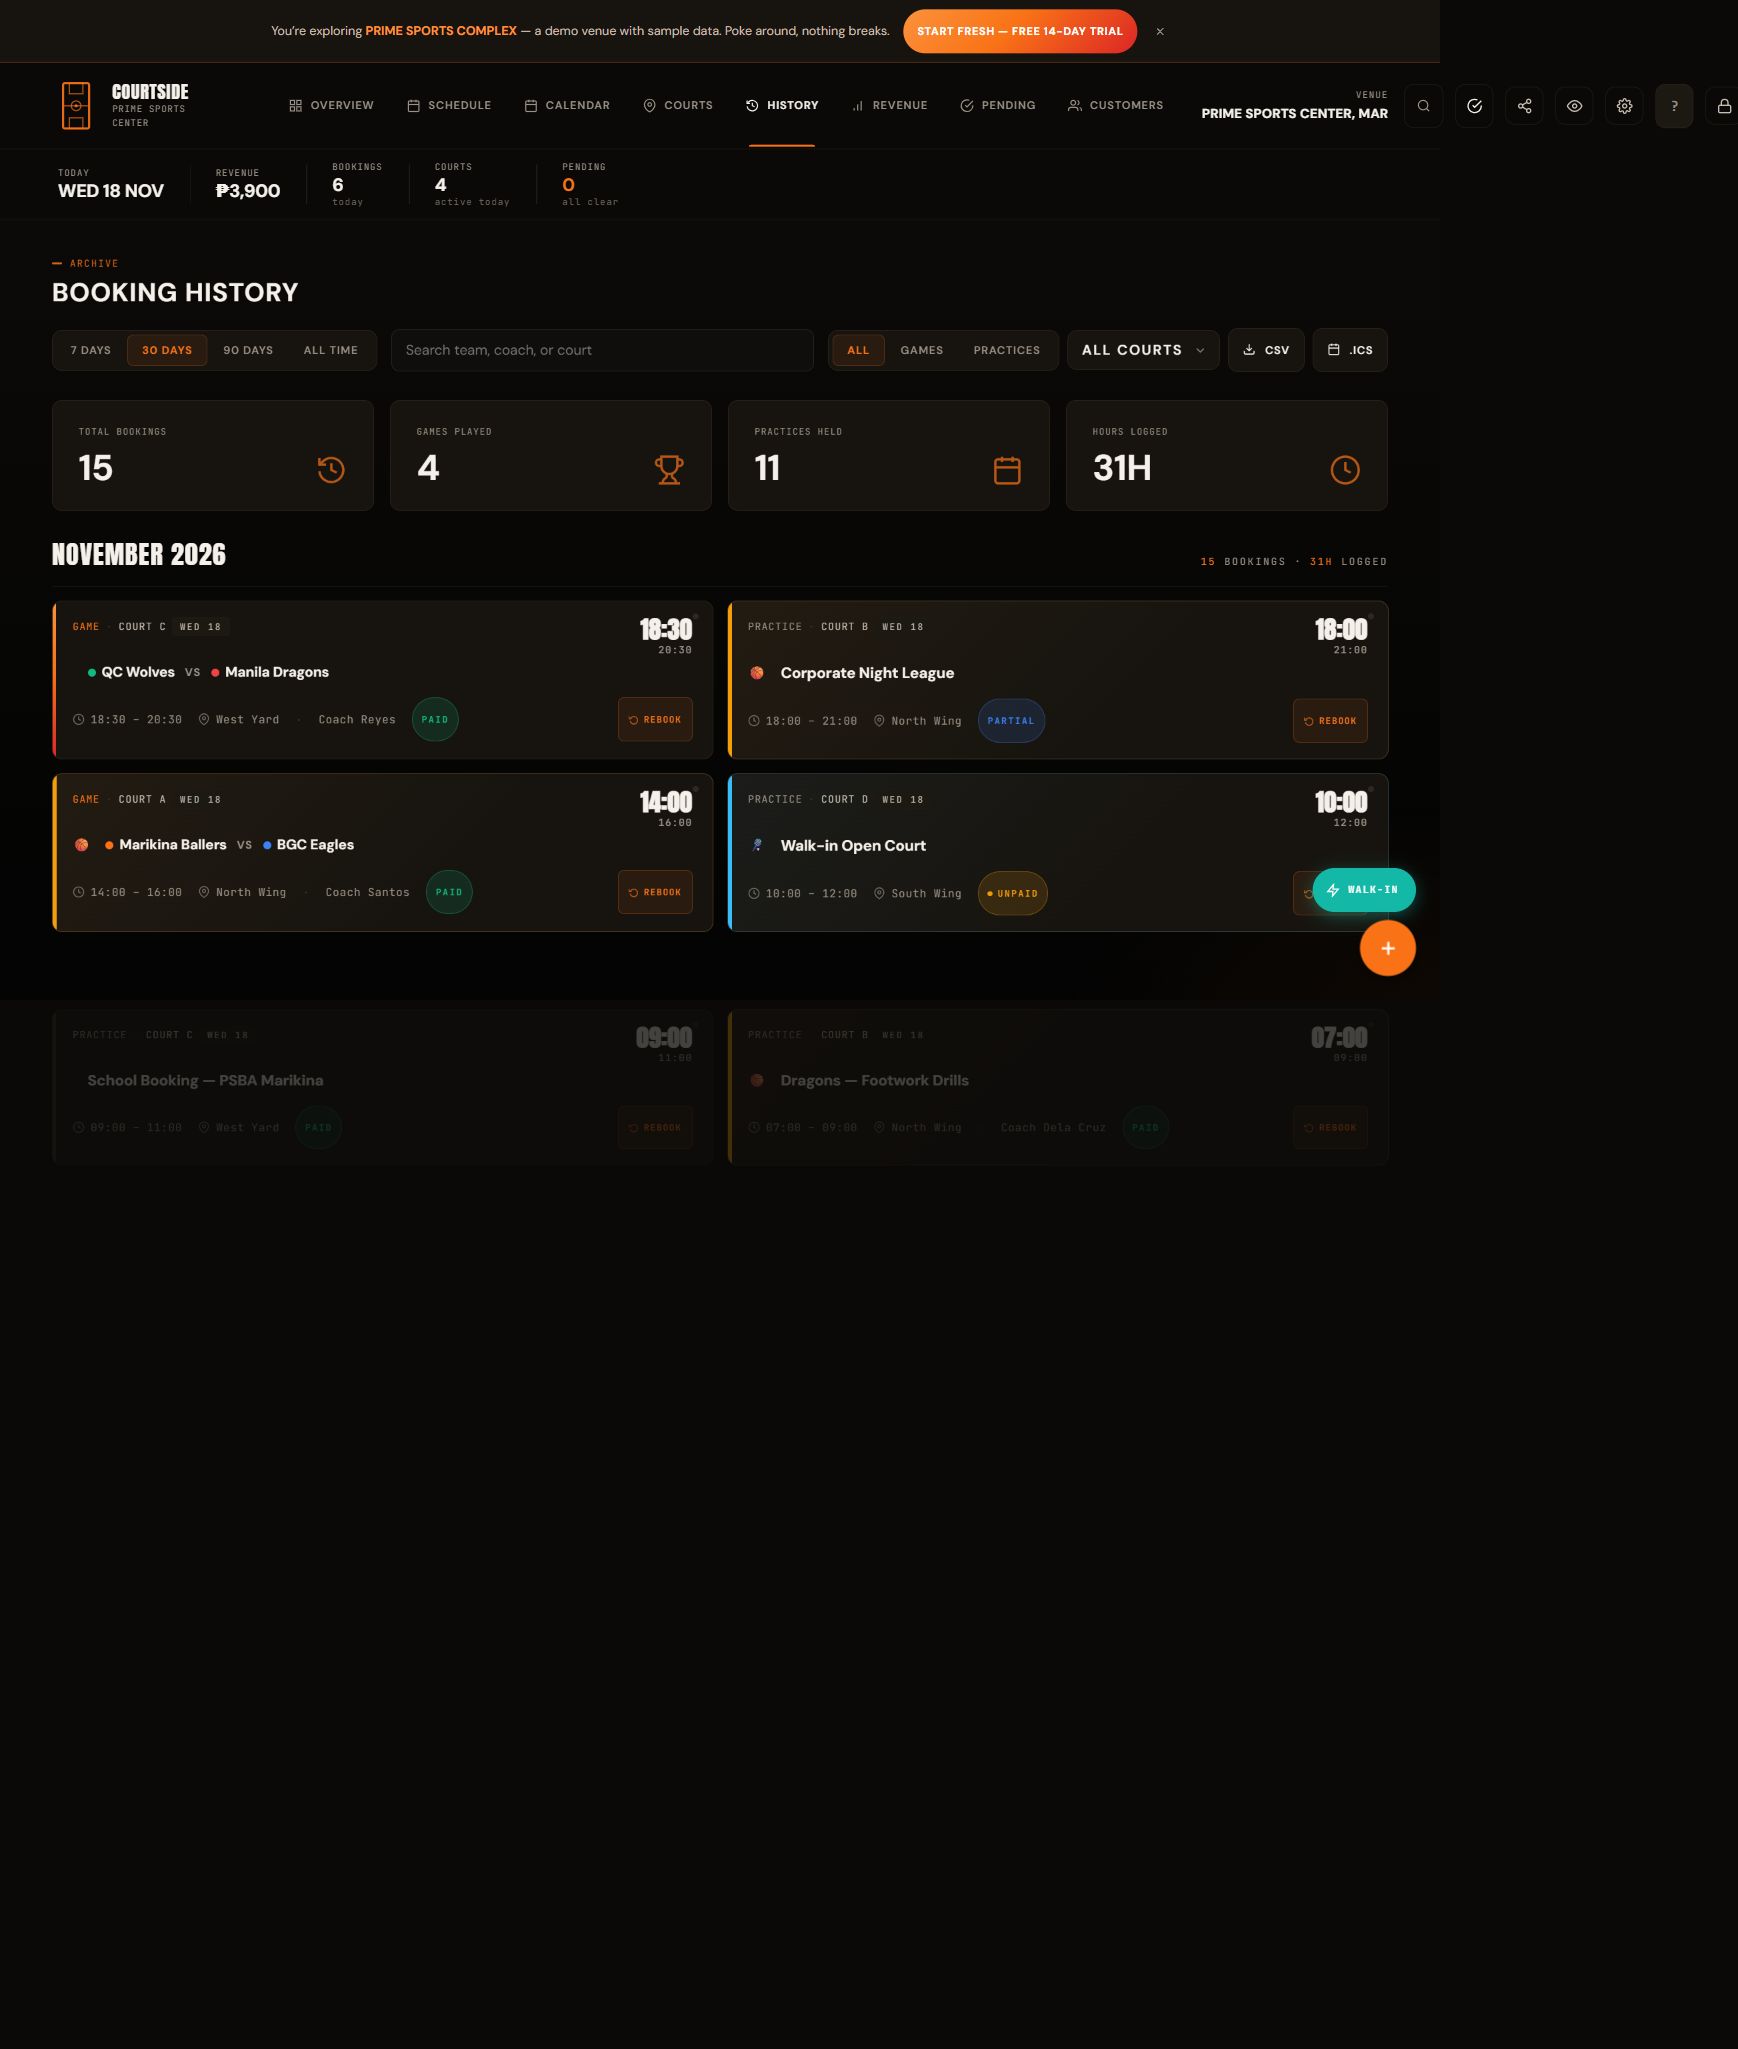 You're exploring PRIME SPORTS COMPLEX — a demo venue with sample data. Poke around, nothing breaks.
START FRESH — FREE 14-DAY TRIAL
×
COURTSIDE
PRIME SPORTS
CENTER
OVERVIEW
SCHEDULE
CALENDAR
COURTS
HISTORY
REVENUE
PENDING
CUSTOMERS
VENUE
PRIME SPORTS CENTER, MAR
?
TODAY
WED 18 NOV
REVENUE
₱3,900
BOOKINGS
6
today
COURTS
4
active today
PENDING
0
all clear
ARCHIVE
BOOKING HISTORY
7 DAYS
30 DAYS
90 DAYS
ALL TIME
Search team, coach, or court
ALL
GAMES
PRACTICES
ALL COURTS
CSV
.ICS
TOTAL BOOKINGS
15
GAMES PLAYED
4
PRACTICES HELD
11
HOURS LOGGED
31H
NOVEMBER 2026
15 BOOKINGS · 31H LOGGED
GAME · COURT C WED 18
18:30
20:30
QC Wolves VS Manila Dragons
18:30 – 20:30 West Yard · Coach Reyes PAID
REBOOK
PRACTICE · COURT B WED 18
18:00
21:00
Corporate Night League
18:00 – 21:00 North Wing PARTIAL
REBOOK
GAME · COURT A WED 18
14:00
16:00
Marikina Ballers VS BGC Eagles
14:00 – 16:00 North Wing · Coach Santos PAID
REBOOK
PRACTICE · COURT D WED 18
10:00
12:00
Walk-in Open Court
10:00 – 12:00 South Wing UNPAID
WALK-IN
+
PRACTICE COURT C WED 18
09:00
11:00
School Booking — PSBA Marikina
09:00 – 11:00 West Yard PAID
REBOOK
PRACTICE COURT B WED 18
07:00
09:00
Dragons — Footwork Drills
07:00 – 09:00 North Wing Coach Dela Cruz PAID
REBOOK